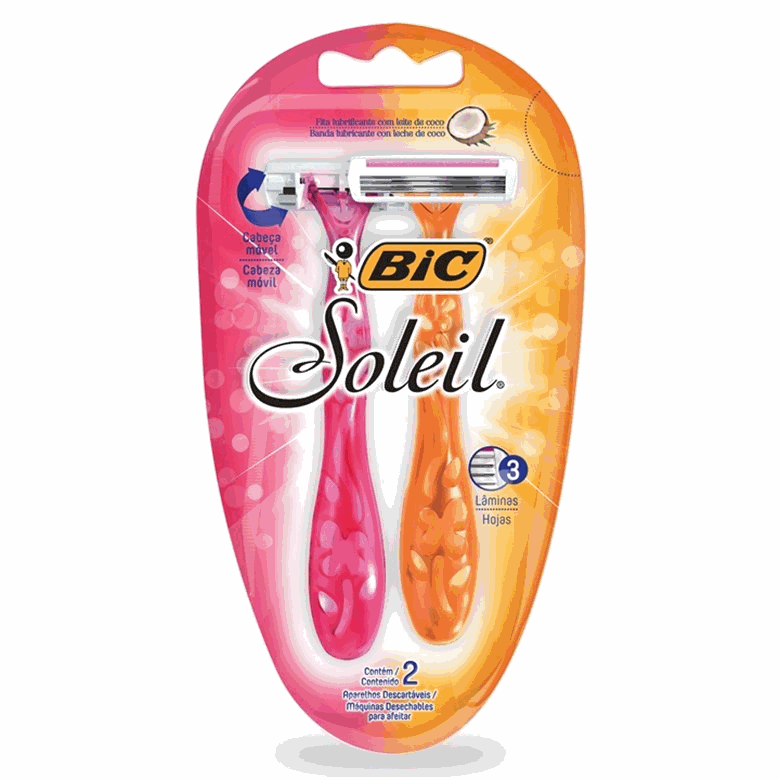 Fita lubrificante com leite de coco
Banda lubricante con leche de coco
Cabeça
móvel
Cabeza
móvil
BiC®
Soleil®
3
Lâminas
Hojas
Contém /
Contenido 2
Aparelhos Descartáveis /
Máquinas Desechables
para afeitar